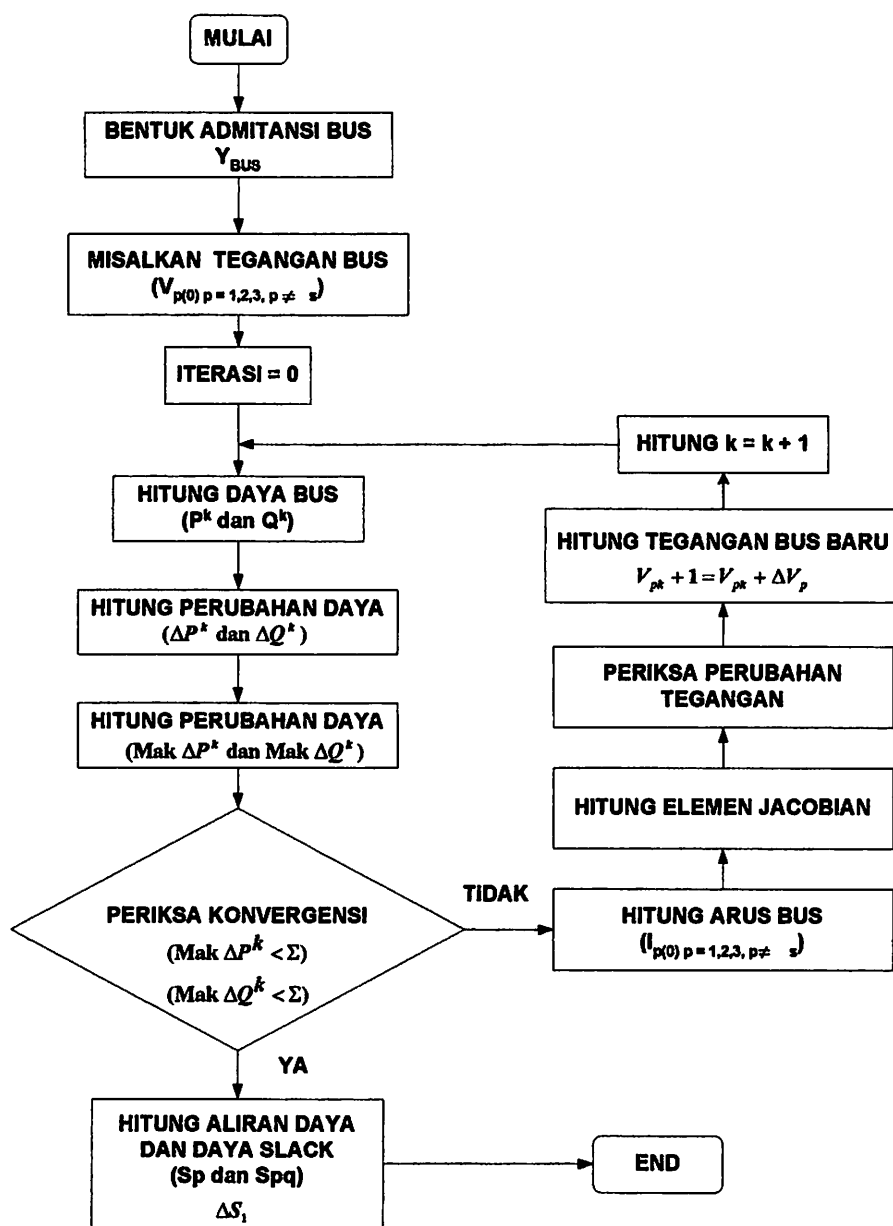 MULAI
BENTUK ADMITANSI BUS
Y_BUS
MISALKAN TEGANGAN BUS
(V_p(0) p = 1,2,3, p ≠ s)
ITERASI = 0
HITUNG DAYA BUS
(P^k dan Q^k)
HITUNG PERUBAHAN DAYA
(ΔP^k dan ΔQ^k)
HITUNG PERUBAHAN DAYA
(Mak ΔP^k dan Mak ΔQ^k)
PERIKSA KONVERGENSI
(Mak ΔP^k < Σ)
(Mak ΔQ^k < Σ)
TIDAK
HITUNG ARUS BUS
(I_p(0) p = 1,2,3, p ≠ s)
HITUNG ELEMEN JACOBIAN
PERIKSA PERUBAHAN
TEGANGAN
HITUNG TEGANGAN BUS BARU
V_pk + 1 = V_pk + ΔV_p
HITUNG k = k + 1
YA
HITUNG ALIRAN DAYA
DAN DAYA SLACK
(Sp dan Spq)
ΔS_1
END